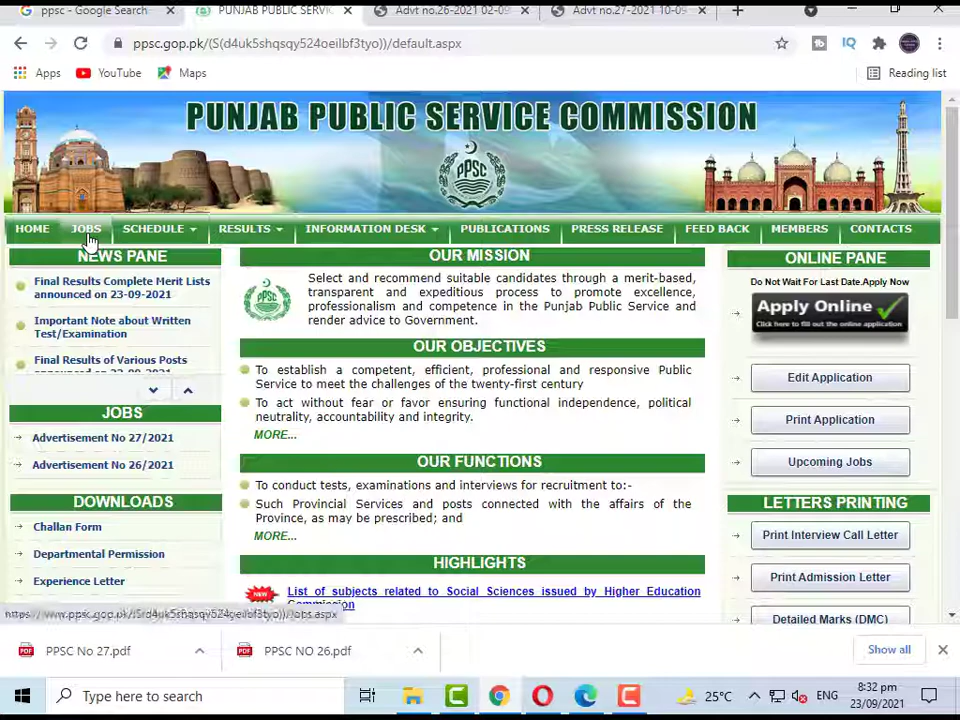 ppsc - Google Search
PUNJAB PUBLIC SERVIC
Advt no.26-2021 02-09
Advt no.27-2021 10-09
ppsc.gop.pk/(S(d4uk5shqsqy524oeilbf3tyo))/default.aspx
Apps
YouTube
Maps
Reading list
PUNJAB PUBLIC SERVICE COMMISSION
PPSC
HOME
JOBS
SCHEDULE
RESULTS
INFORMATION DESK
PUBLICATIONS
PRESS RELEASE
FEED BACK
MEMBERS
CONTACTS
NEWS PANE
Final Results Complete Merit Lists
announced on 23-09-2021
Important Note about Written
Test/Examination
Final Results of Various Posts
JOBS
Advertisement No 27/2021
Advertisement No 26/2021
DOWNLOADS
Challan Form
Departmental Permission
Experience Letter
OUR MISSION
PPSC
Select and recommend suitable candidates through a merit-based,
transparent and expeditious process to promote excellence,
professionalism and competence in the Punjab Public Service and
render advice to Government.
OUR OBJECTIVES
To establish a competent, efficient, professional and responsive Public
Service to meet the challenges of the twenty-first century
To act without fear or favor ensuring functional independence, political
neutrality, accountability and integrity.
MORE...
OUR FUNCTIONS
To conduct tests, examinations and interviews for recruitment to:-
Such Provincial Services and posts connected with the affairs of the
Province, as may be prescribed; and
MORE...
HIGHLIGHTS
NEW
List of subjects related to Social Sciences issued by Higher Education
Commission
ONLINE PANE
Do Not Wait For Last Date.Apply Now
Apply Online
Click here to fill out the online application
Edit Application
Print Application
Upcoming Jobs
LETTERS PRINTING
Print Interview Call Letter
Print Admission Letter
Detailed Marks (DMC)
https://www.ppsc.gop.pk/(S(d4uk5shqsqy524oeilbf3tyo))/Jobs.aspx
PPSC No 27.pdf
PPSC NO 26.pdf
Show all
Type here to search
25°C
ENG
8:32 pm
23/09/2021